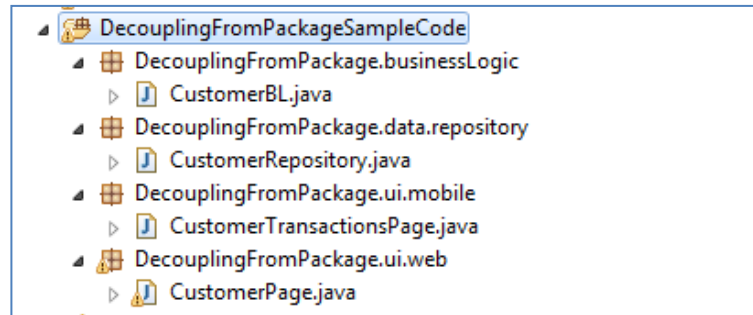 DecouplingFromPackageSampleCode
DecouplingFromPackage.businessLogic
CustomerBL.java
DecouplingFromPackage.data.repository
CustomerRepository.java
DecouplingFromPackage.ui.mobile
CustomerTransactionsPage.java
DecouplingFromPackage.ui.web
CustomerPage.java